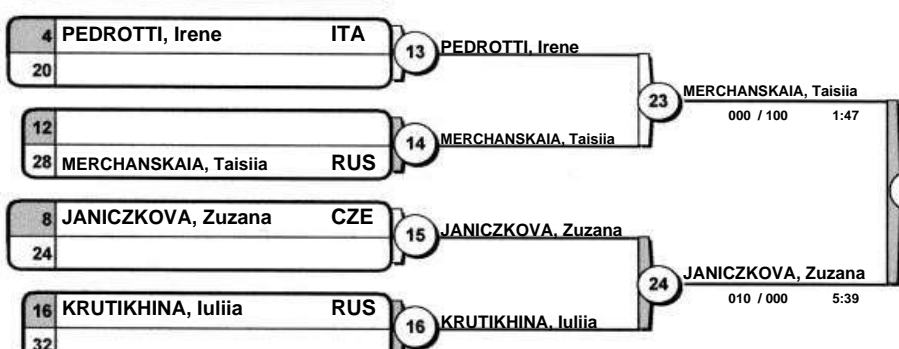 4 PEDROTTI, Irene ITA
20
13 PEDROTTI, Irene
12
28 MERCHANSKAIA, Taisiia RUS
14 MERCHANSKAIA, Taisiia
23 MERCHANSKAIA, Taisiia
000 / 100 1:47
8 JANICZKOVA, Zuzana CZE
24
15 JANICZKOVA, Zuzana
16 KRUTIKHINA, Iuliia RUS
32
16 KRUTIKHINA, Iuliia
24 JANICZKOVA, Zuzana
010 / 000 5:39